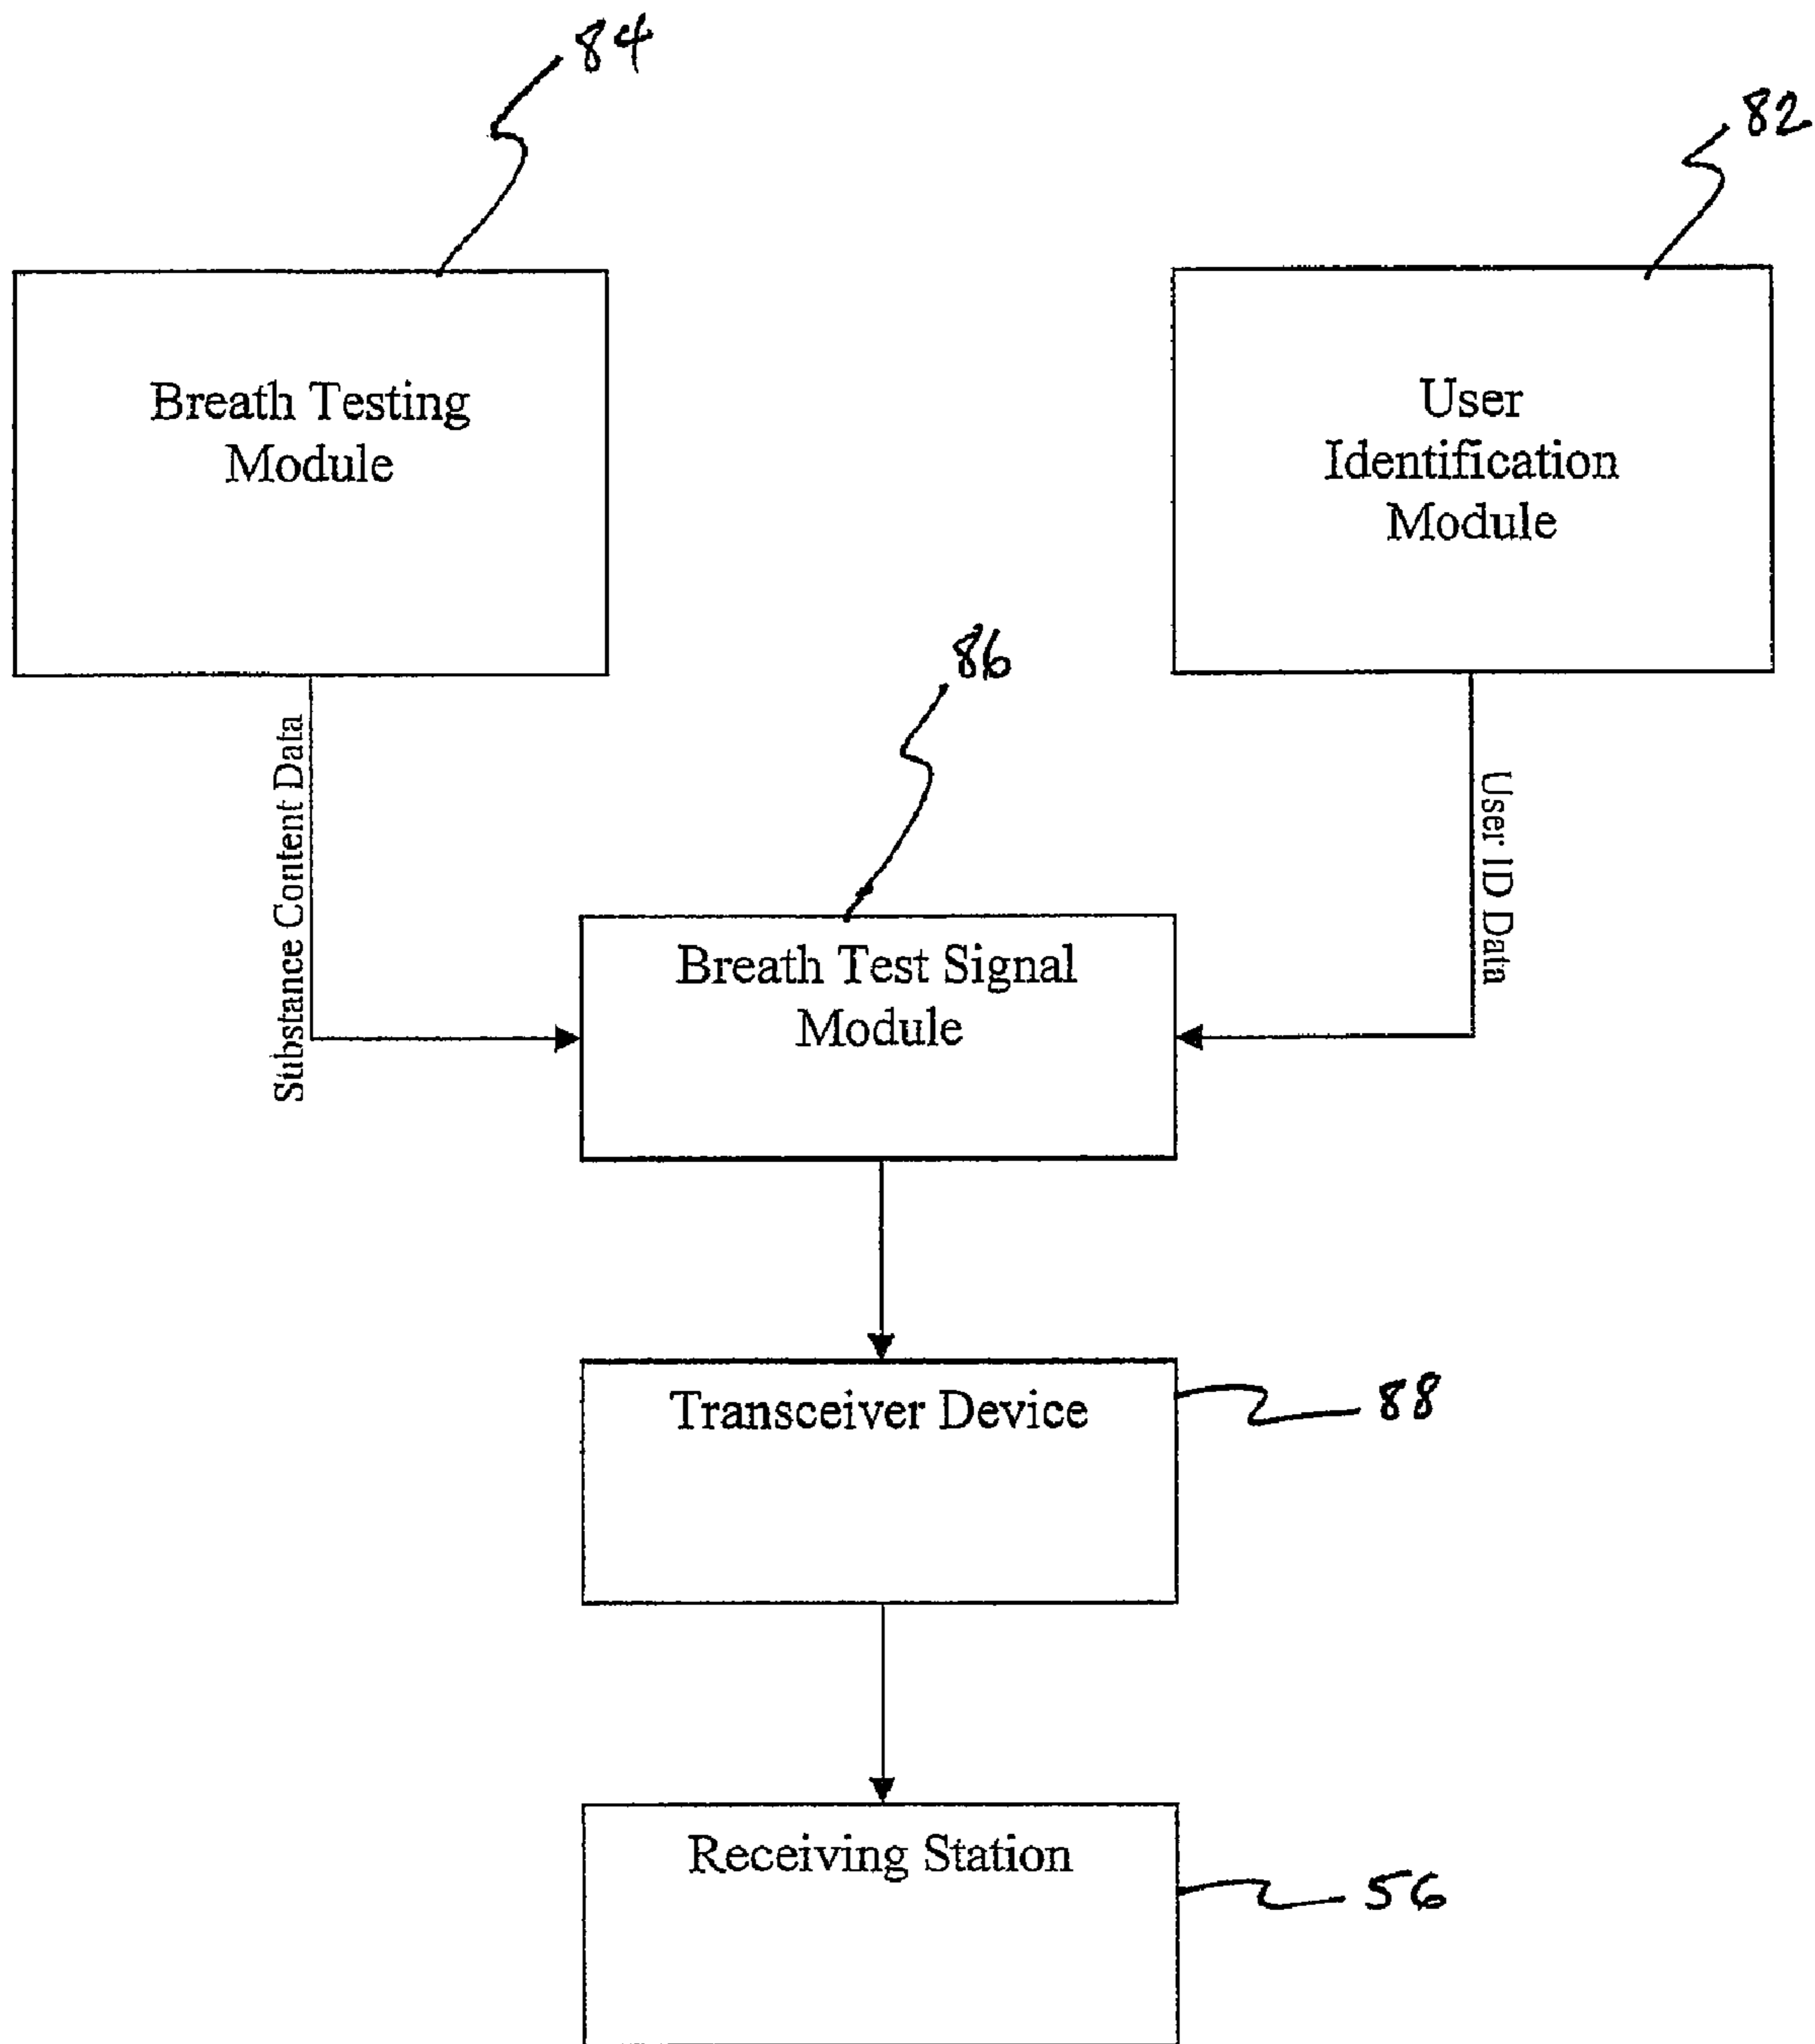 84
82
Breath Testing
Module
User
Identification
Module
86
Substance Content Data
User ID Data
Breath Test Signal
Module
Transceiver Device
88
Receiving Station
56